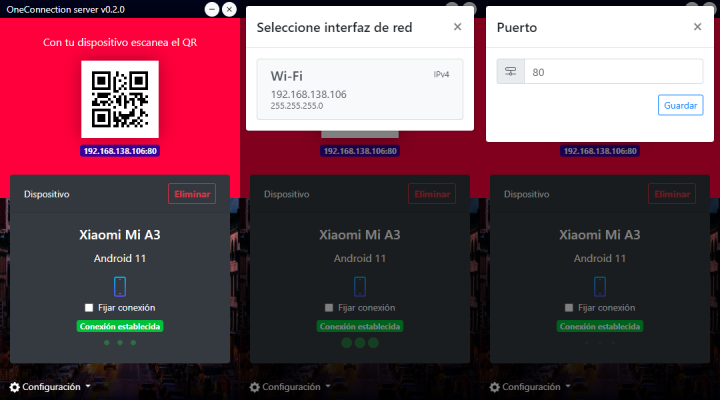 OneConnection server v0.2.0
Con tu dispositivo escanea el QR
192.168.138.106:80
Dispositivo
Eliminar
Xiaomi Mi A3
Android 11
Fijar conexión
Conexión establecida
Configuración
Seleccione interfaz de red
Wi-Fi
IPv4
192.168.138.106
255.255.255.0
192.168.138.106:80
Dispositivo
Eliminar
Xiaomi Mi A3
Android 11
Fijar conexión
Conexión establecida
Configuración
Puerto
80
Guardar
192.168.138.106:80
Dispositivo
Eliminar
Xiaomi Mi A3
Android 11
Fijar conexión
Conexión establecida
Configuración